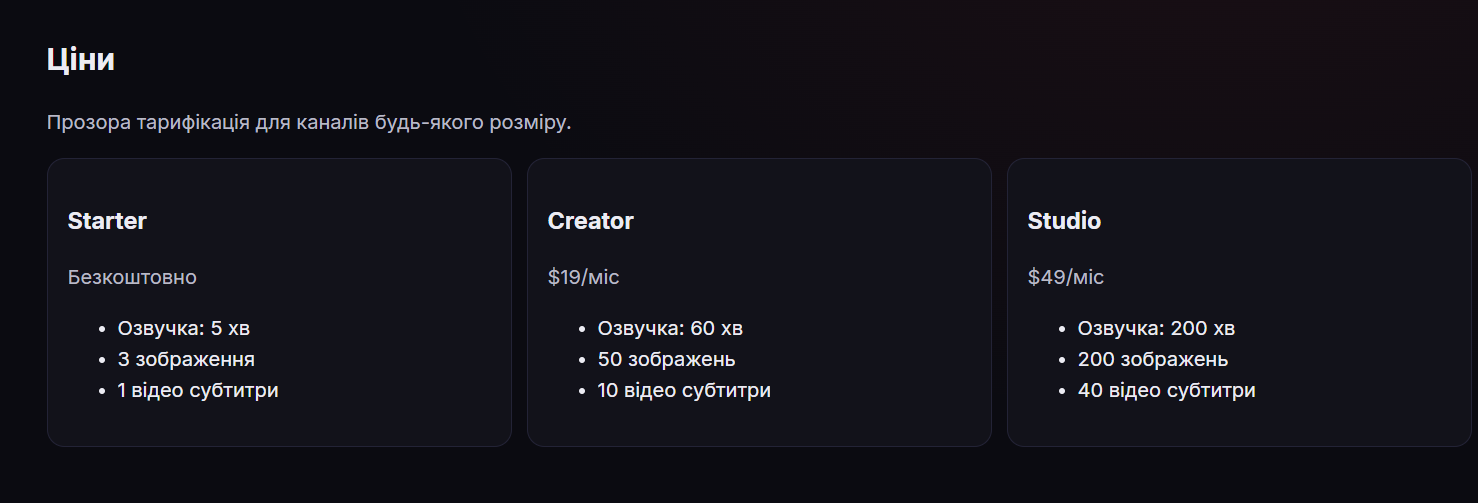 Ціни
Прозора тарифікація для каналів будь-якого розміру.
Starter
Безкоштовно
• Озвучка: 5 хв
• 3 зображення
• 1 відео субтитри
Creator
$19/міс
• Озвучка: 60 хв
• 50 зображень
• 10 відео субтитри
Studio
$49/міс
• Озвучка: 200 хв
• 200 зображень
• 40 відео субтитри